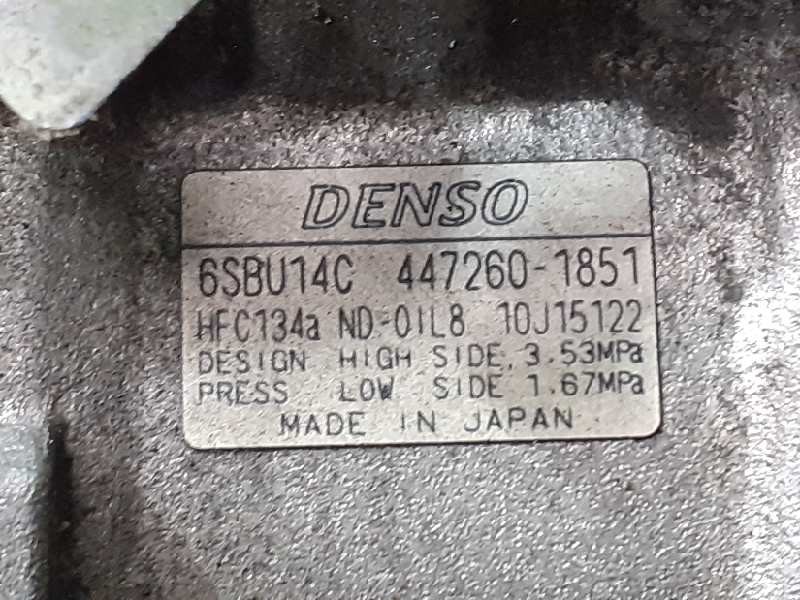 DENSO
6SBU14C 447260-1851
HFC134a ND-OIL8 10J15122
DESIGN HIGH SIDE 3.53MPa
PRESS LOW SIDE 1.67MPa
MADE IN JAPAN